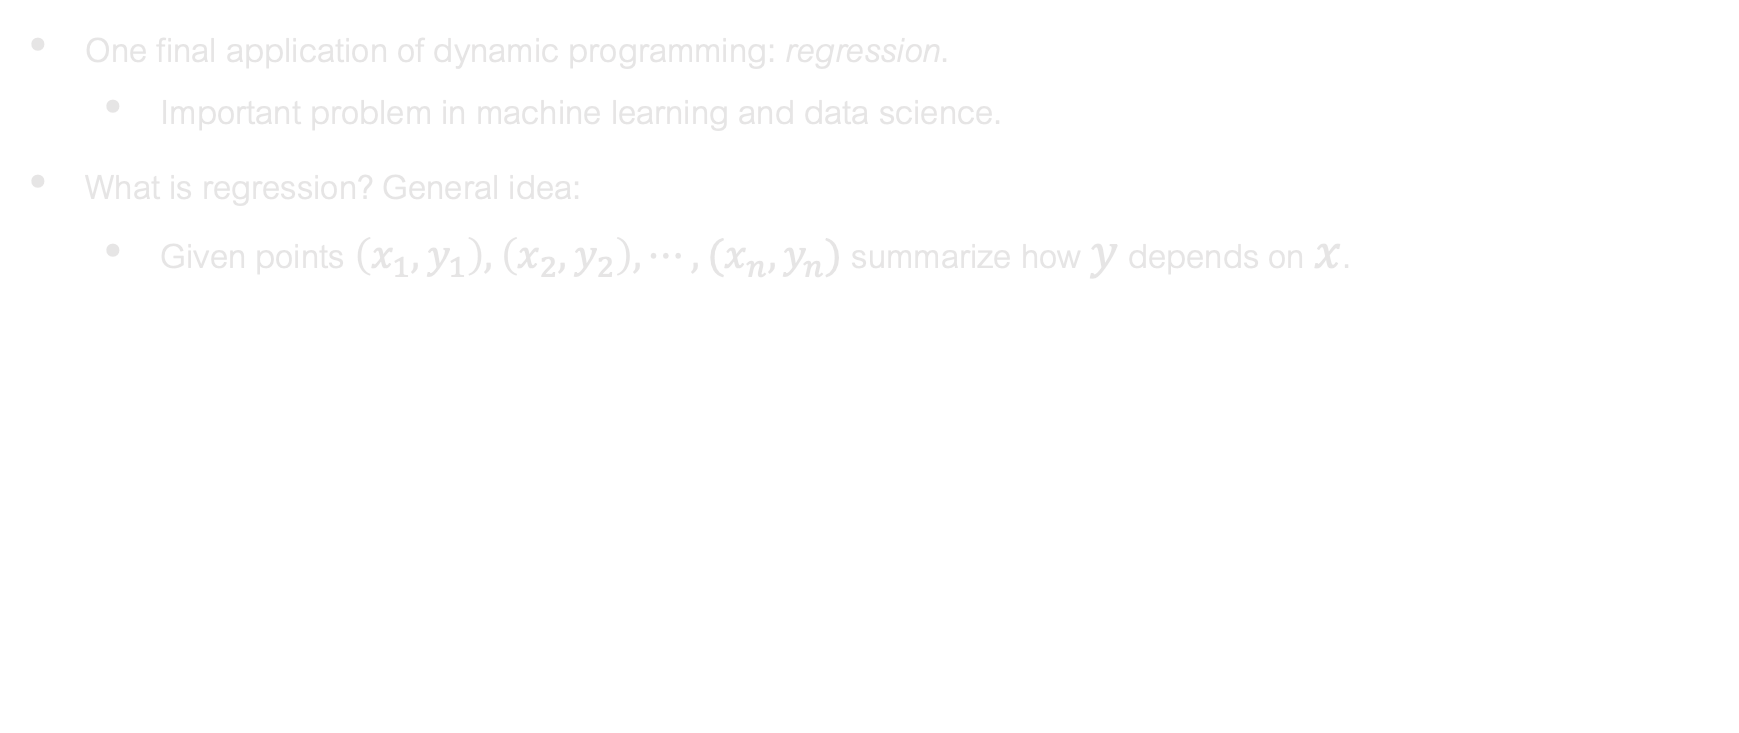 • One final application of dynamic programming: regression.
• Important problem in machine learning and data science.
• What is regression? General idea:
• Given points (x₁, y₁), (x₂, y₂), ⋯ , (xₙ, yₙ) summarize how y depends on x.